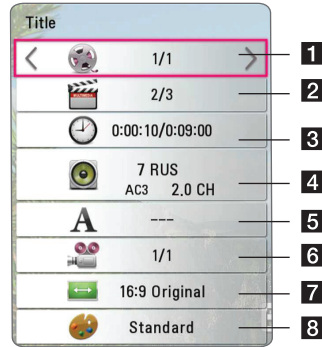 Title
1/1
1
2/3
2
0:00:10/0:09:00
3
7 RUS
AC3 2.0 CH
4
A
---
5
1/1
6
16:9 Original
7
Standard
8